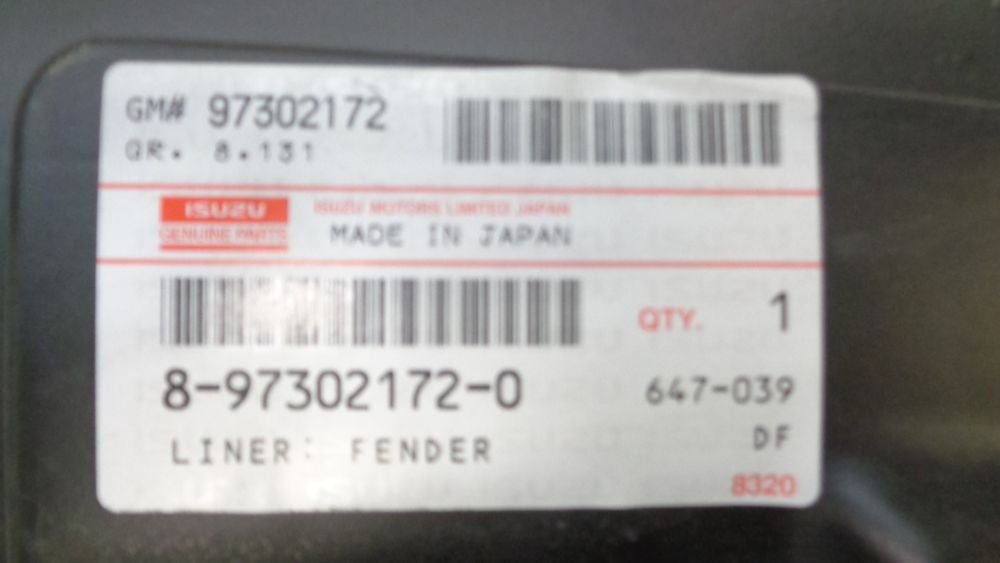 GM# 97302172
GR. 8.131
ISUZU
GENUINE PARTS
ISUZU MOTORS LIMITED JAPAN
MADE IN JAPAN
QTY. 1
8-97302172-0
647-039
LINER: FENDER
DF
8320